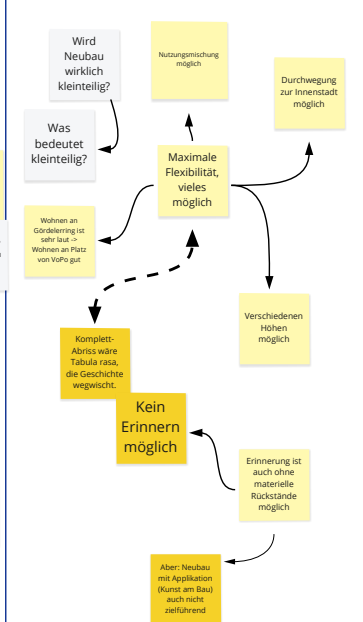 Wird
Neubau
wirklich
kleinteilig?
Nutzungsmischung
möglich
Durchwegung
zur Innenstadt
möglich
Was
bedeutet
kleinteilig?
Maximale
Flexibilität,
vieles
möglich
Wohnen an
Gördelerring ist
sehr laut ->
Wohnen an Platz
von VoPo gut
Verschiedenen
Höhen
möglich
Komplett-
Abriss wäre
Tabula rasa,
die Geschichte
wegwischt.
Kein
Erinnern
möglich
Erinnerung ist
auch ohne
materielle
Rückstände
möglich
Aber: Neubau
mit Applikation
(Kunst am Bau)
auch nicht
zielführend